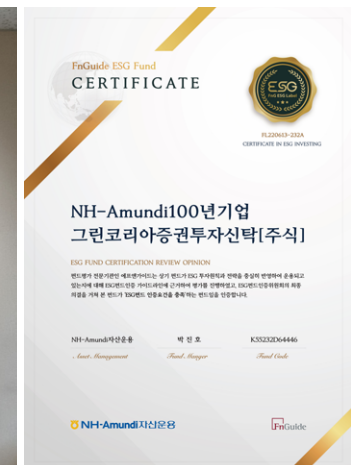 FnGuide ESG Fund
CERTIFICATE
ESG
FnG ESG Label
FL220613-232A
CERTIFICATE IN ESG INVESTING
NH-Amundi100년기업
그린코리아증권투자신탁[주식]
ESG FUND CERTIFICATION REVIEW OPINION
펀드평가 전문기관인 에프앤가이드는 상기 펀드가 ESG 투자원칙과 전략을 충실히 반영하여 운용되고
있는지에 대해 ESG펀드인증 가이드라인에 근거하여 평가를 진행하였고, ESG펀드인증위원회의 최종
의결을 거쳐 본 펀드가 'ESG펀드 인증요건을 충족'하는 펀드임을 인증합니다.
NH-Amundi자산운용 박진호 K55232D64446
Asset Management Fund Manger Fund Code
NH-Amundi자산운용 FnGuide